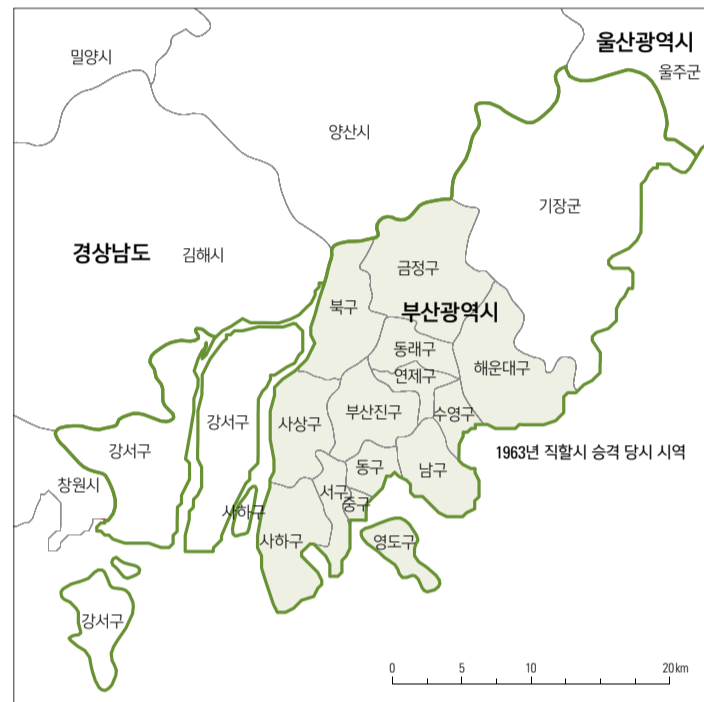 울산광역시
밀양시
울주군
양산시
기장군
경상남도
김해시
금정구
북구
부산광역시
동래구
해운대구
연제구
강서구
사상구
부산진구
수영구
강서구
1963년 직할시 승격 당시 시역
동구
남구
창원시
서구
중구
사하구
사하구
영도구
강서구
0 5 10 20km